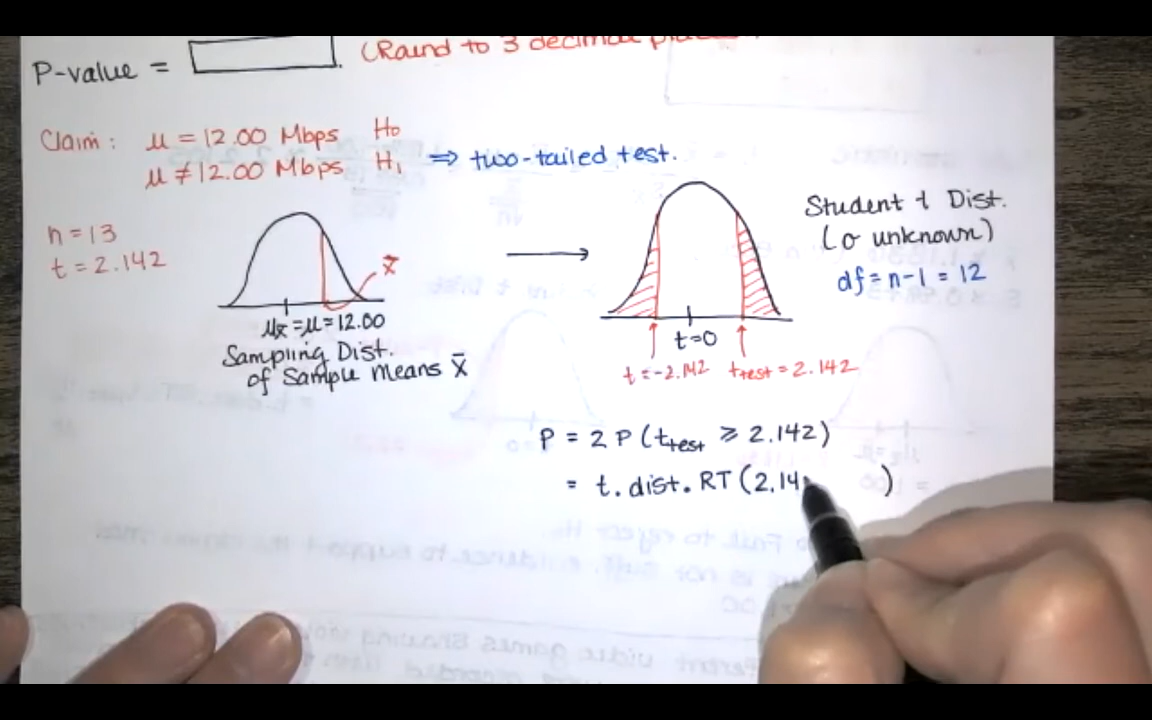 P-value = 
(Round to 3 decimal places.
Claim: μ = 12.00 Mbps H₀
μ ≠ 12.00 Mbps H₁ ⇒ two-tailed test.
n = 13
t = 2.142
x̄
μx̄ = μ = 12.00
Sampling Dist.
of Sample Means x̄
t=0
t = -2.142 t_test = 2.142
Student t Dist.
(σ unknown)
df = n-1 = 12
P = 2 P (t_test ≥ 2.142)
= t.dist.RT (2.14 )